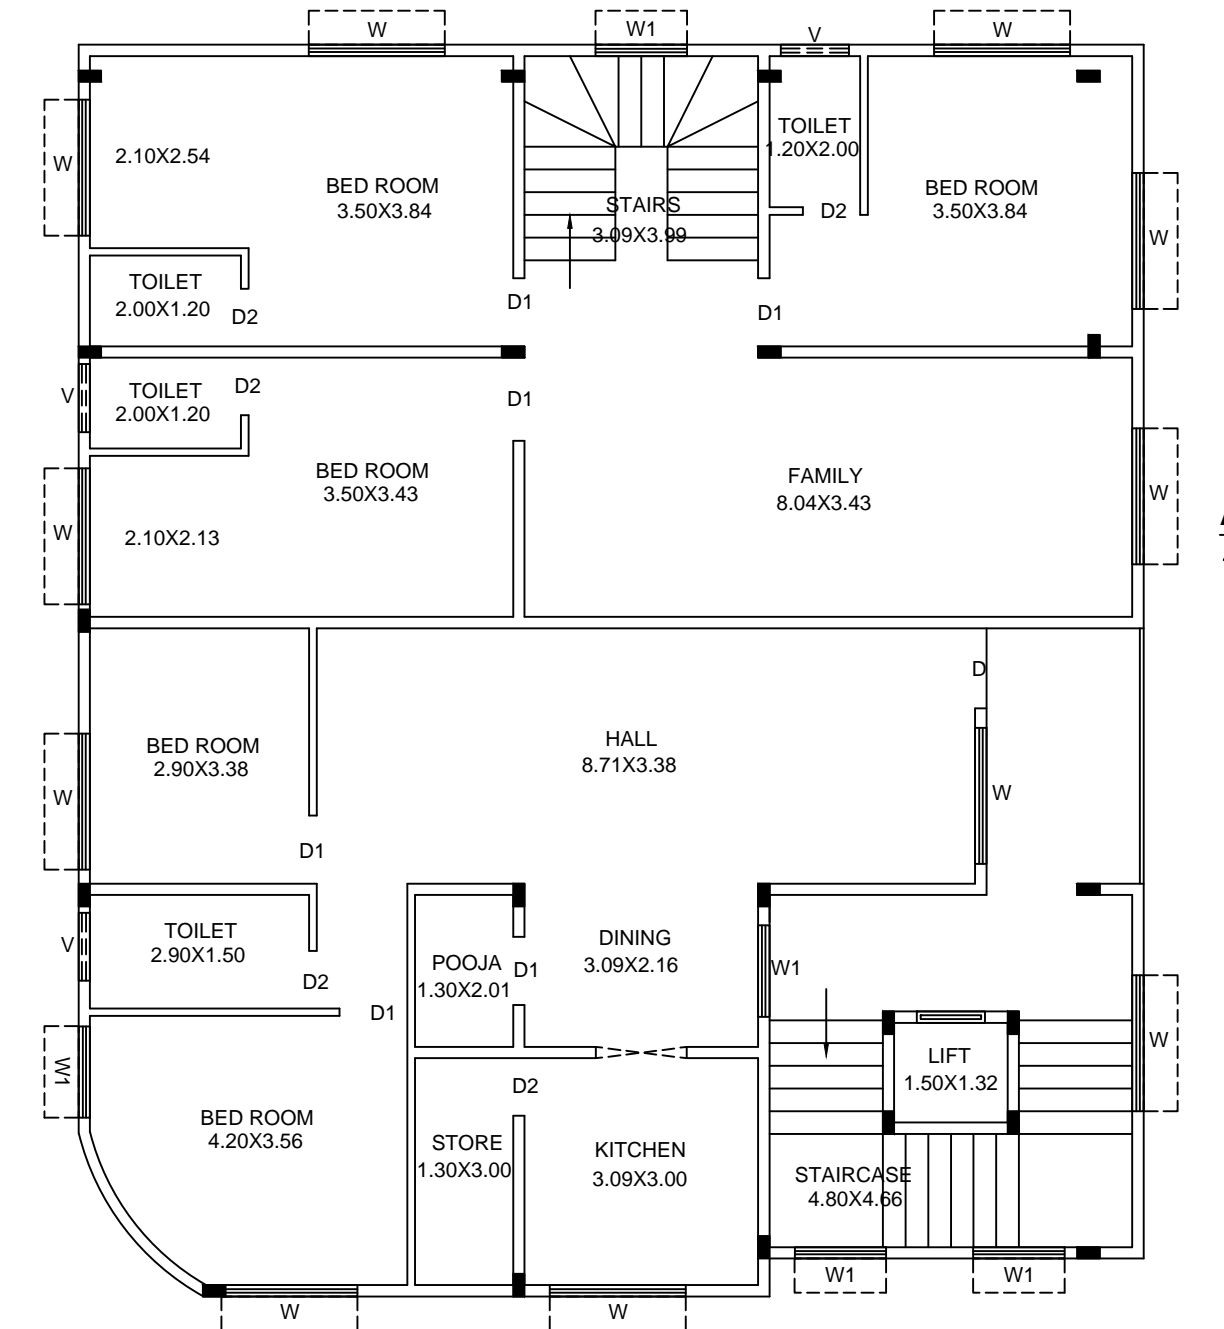 W
W1
V
W
TOILET
1.20X2.00
W
2.10X2.54
W
BED ROOM
3.50X3.84
BED ROOM
3.50X3.84
STAIRS
3.09X3.99
D2
W
TOILET
2.00X1.20
D2
D1
D1
TOILET
2.00X1.20
D2
V
D1
BED ROOM
3.50X3.43
FAMILY
8.04X3.43
W
W
2.10X2.13
D
HALL
8.71X3.38
BED ROOM
2.90X3.38
W
W
D1
TOILET
2.90X1.50
V
DINING
3.09X2.16
POOJA
1.30X2.01
D1
W1
D2
D1
W
LIFT
1.50X1.32
W1
D2
BED ROOM
4.20X3.56
STORE
1.30X3.00
KITCHEN
3.09X3.00
STAIRCASE
4.80X4.66
W1
W1
W
W